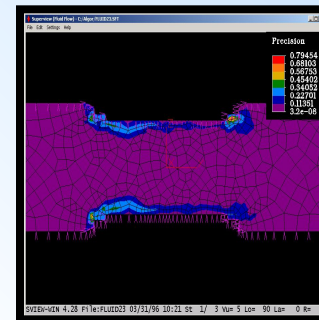 Superview (Fluid Flow) - C:/Algor/FLUID23.SFT
File Edit Settings Help
Precision
0.79454
0.68103
0.56753
0.45402
0.34052
0.22701
0.11351
3.2e-08
SVIEW-WIN 4.28 File:FLUID23 03/31/96 10:21 St 1/ 3 Vu= 5 Lo= 90 La= 0 R=